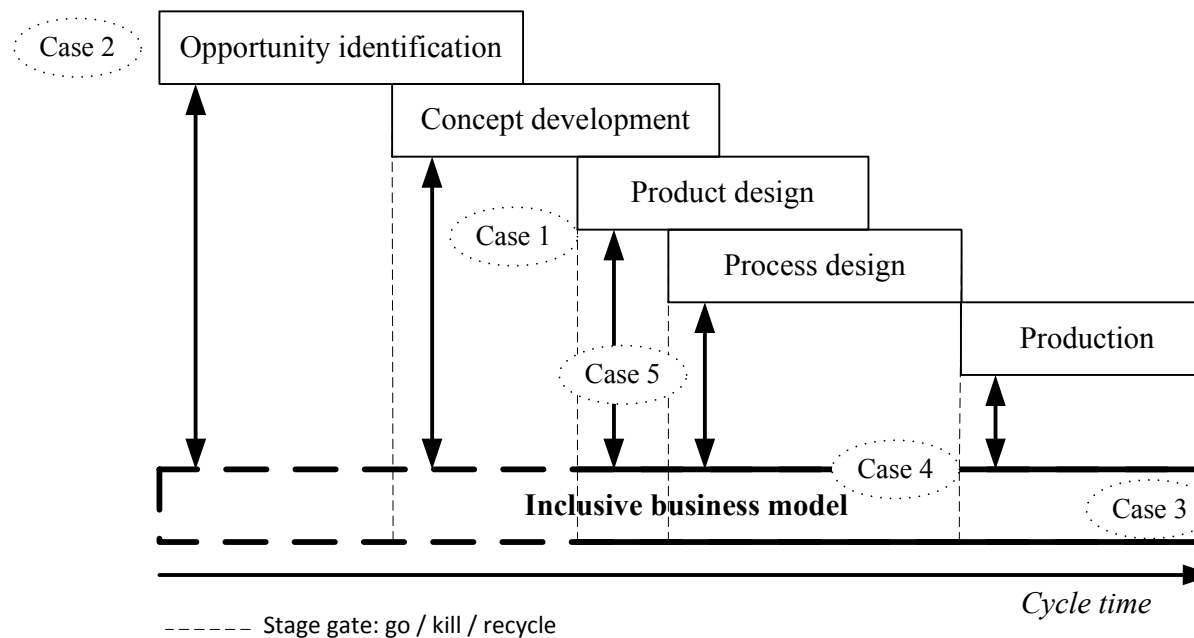 Case 2
Opportunity identification
Concept development
Product design
Case 1
Process design
Production
Case 5
Case 4
Inclusive business model
Case 3
Cycle time
Stage gate: go / kill / recycle